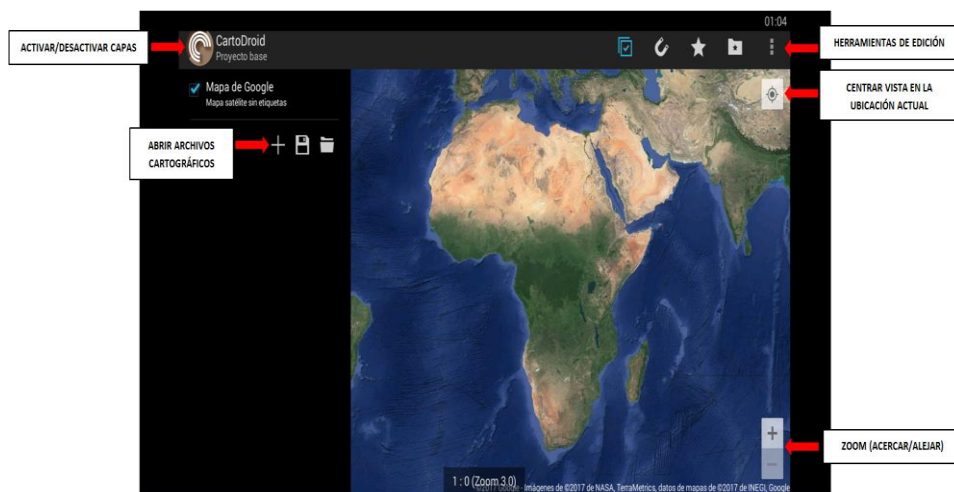 01:04
ACTIVAR/DESACTIVAR CAPAS
CartoDroid
Proyecto base
HERRAMIENTAS DE EDICIÓN
Mapa de Google
Mapa satélite sin etiquetas
CENTRAR VISTA EN LA
UBICACIÓN ACTUAL
ABRIR ARCHIVOS
CARTOGRÁFICOS
ZOOM (ACERCAR/ALEJAR)
1 : 0 (Zoom 3.0)
©2017 Google - Imágenes de ©2017 de NASA, TerraMetrics, datos de mapas de ©2017 de INEGI, Google